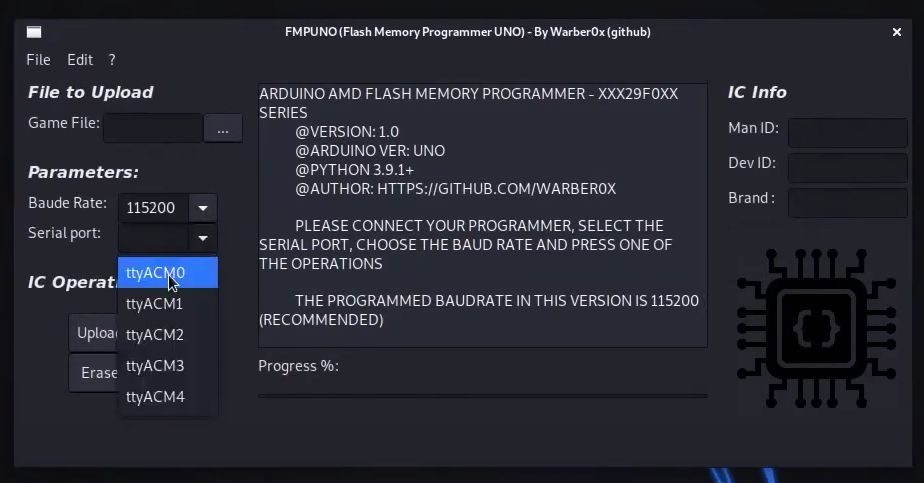 FMPUNO (Flash Memory Programmer UNO) - By Warber0x (github)
File Edit ?
File to Upload
Game File:
...
Parameters:
Baude Rate: 115200
Serial port:
ttyACM0
ttyACM1
ttyACM2
ttyACM3
ttyACM4
ARDUINO AMD FLASH MEMORY PROGRAMMER - XXX29F0XX
SERIES
@VERSION: 1.0
@ARDUINO VER: UNO
@PYTHON 3.9.1+
@AUTHOR: HTTPS://GITHUB.COM/WARBER0X
PLEASE CONNECT YOUR PROGRAMMER, SELECT THE
SERIAL PORT, CHOOSE THE BAUD RATE AND PRESS ONE OF
THE OPERATIONS
THE PROGRAMMED BAUDRATE IN THIS VERSION IS 115200
(RECOMMENDED)
Progress %:
IC Info
Man ID:
Dev ID:
Brand :
{}
IC
Erase